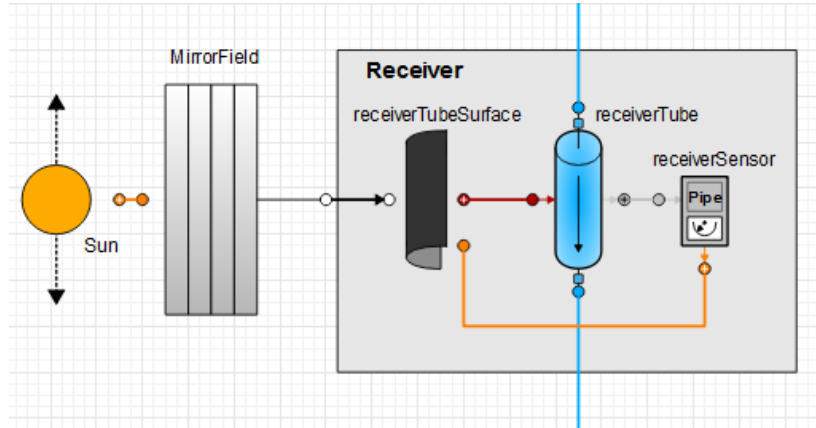 MirrorField
Receiver
receiverTubeSurface
receiverTube
receiverSensor
Pipe
Sun